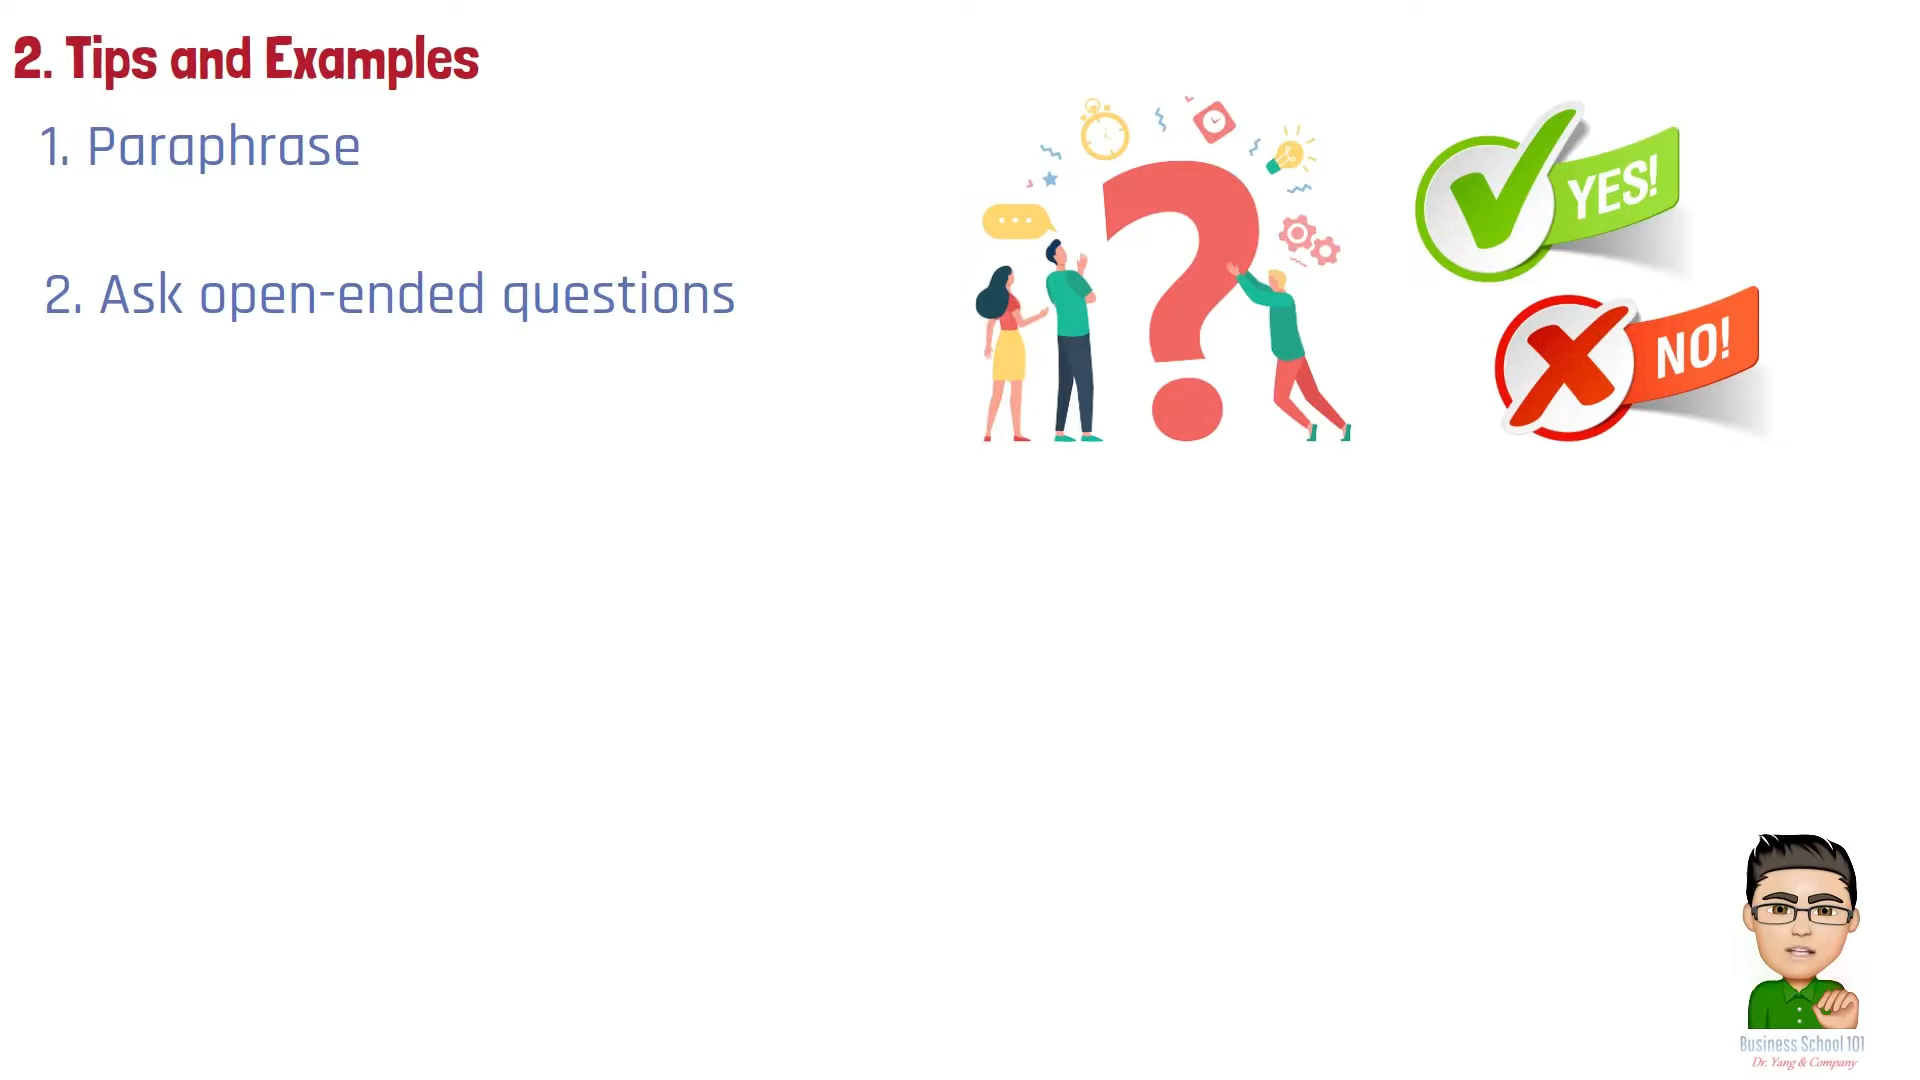 2. Tips and Examples
1. Paraphrase
2. Ask open-ended questions
YES!
NO!
Business School 101
Dr. Yang & Company